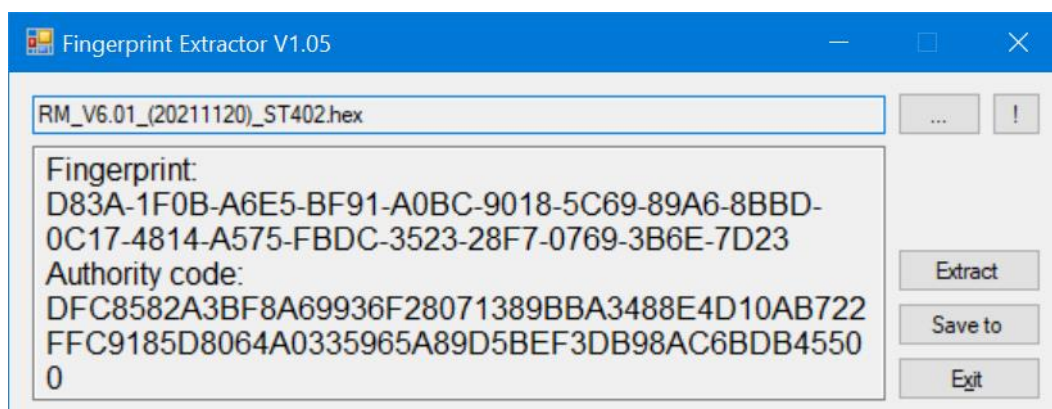 Fingerprint Extractor V1.05
RM_V6.01_(20211120)_ST402.hex
...
!
Fingerprint:
D83A-1F0B-A6E5-BF91-A0BC-9018-5C69-89A6-8BBD-
0C17-4814-A575-FBDC-3523-28F7-0769-3B6E-7D23
Authority code:
DFC8582A3BF8A69936F28071389BBA3488E4D10AB722
FFC9185D8064A0335965A89D5BEF3DB98AC6BDB4550
0
Extract
Save to
Exit